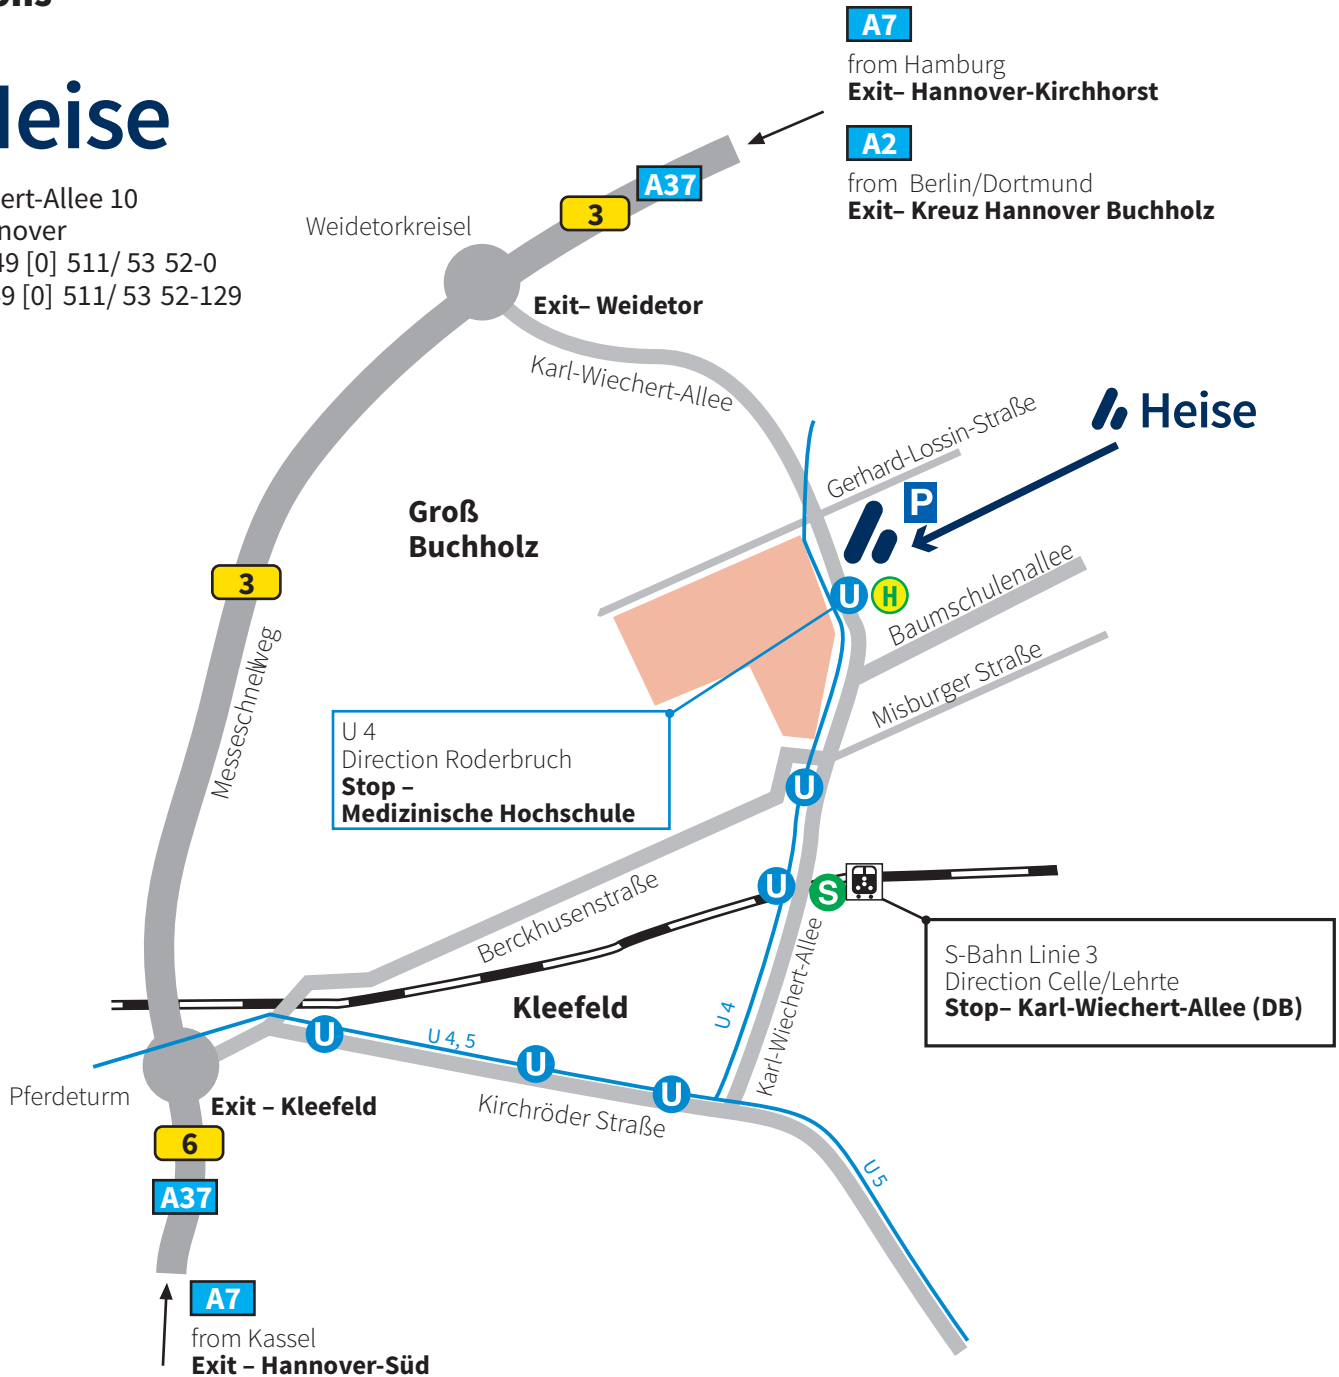 A7
from Hamburg
Exit– Hannover-Kirchhorst
A2
from Berlin/Dortmund
Exit– Kreuz Hannover Buchholz
Heise
ert-Allee 10
nover
49 [0] 511/ 53 52-0
9 [0] 511/ 53 52-129
A37
3
Weidetorkreisel
Exit– Weidetor
Karl-Wiechert-Allee
Gerhard-Lossin-Straße
Heise
P
Groß
Buchholz
U
H
Baumschulenallee
Misburger Straße
3
Messeschnellweg
U 4
Direction Roderbruch
Stop –
Medizinische Hochschule
U
U
S
Berckhusenstraße
Karl-Wiechert-Allee
S-Bahn Linie 3
Direction Celle/Lehrte
Stop– Karl-Wiechert-Allee (DB)
Kleefeld
U 4
U
U 4, 5
U
U
Kirchröder Straße
Pferdeturm
Exit – Kleefeld
6
A37
U 5
A7
from Kassel
Exit – Hannover-Süd